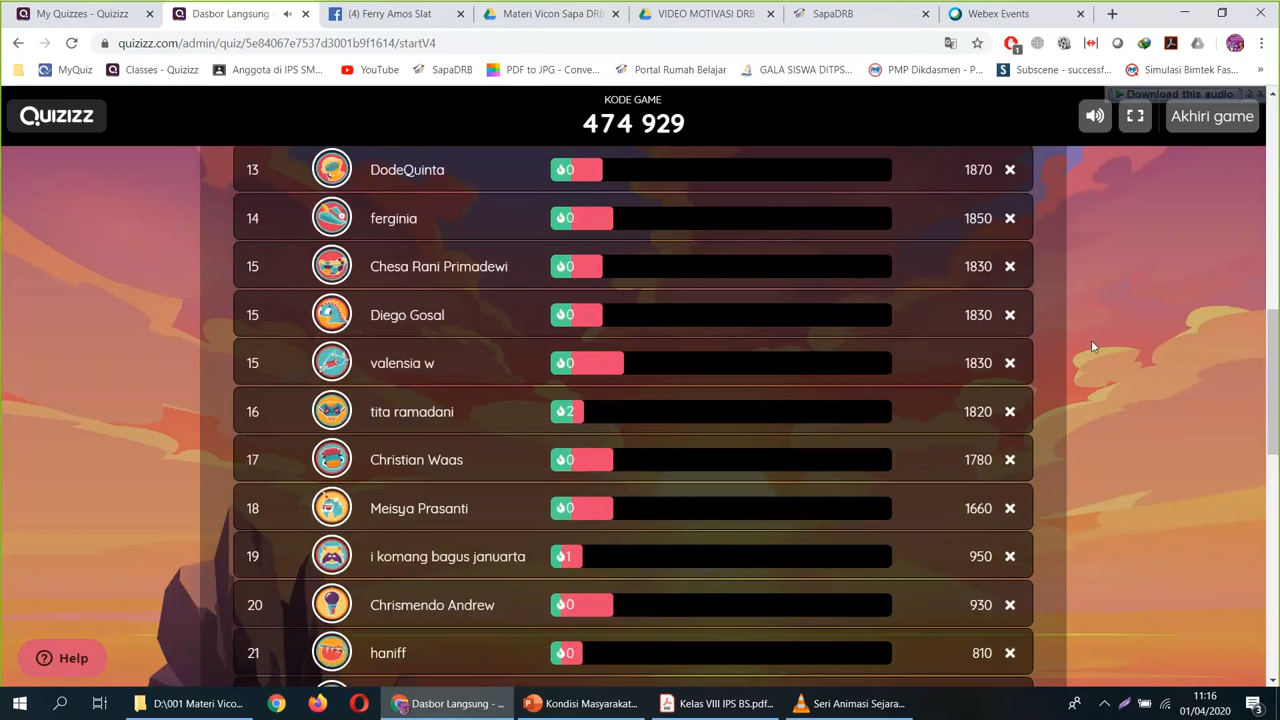 My Quizzes - Quizizz
Dasbor Langsung
(4) Ferry Amos Slat
Materi Vicon Sapa DRB
VIDEO MOTIVASI DRB
SapaDRB
Webex Events
quizizz.com/admin/quiz/5e84067e7537d3001b9f1614/startV4
1
MyQuiz
Classes - Quizizz
Anggota di IPS SM...
YouTube
SapaDRB
PDF to JPG - Conve...
Portal Rumah Belajar
GALA SISWA DITPS...
PMP Dikdasmen - P...
Subscene - successf...
Simulasi Bimtek Fas...
Download this audio ? x
Quizizz
KODE GAME
474 929
Akhiri game
13 DodeQuinta 0 1870
14 ferginia 0 1850
15 Chesa Rani Primadewi 0 1830
15 Diego Gosal 0 1830
15 valensia w 0 1830
16 tita ramadani 2 1820
17 Christian Waas 0 1780
18 Meisya Prasanti 0 1660
19 i komang bagus januarta 1 950
20 Chrismendo Andrew 0 930
21 haniff 0 810
Help
D:\001 Materi Vico...
Dasbor Langsung - ...
Kondisi Masyarakat...
Kelas VIII IPS BS.pdf...
Seri Animasi Sejara...
11:16
01/04/2020
3